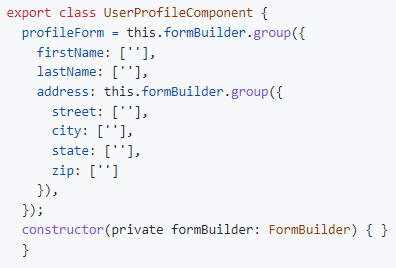 export class UserProfileComponent {
  profileForm = this.formBuilder.group({
    firstName: [''],
    lastName: [''],
    address: this.formBuilder.group({
      street: [''],
      city: [''],
      state: [''],
      zip: ['']
    }),
  });
  constructor(private formBuilder: FormBuilder) { }
  }